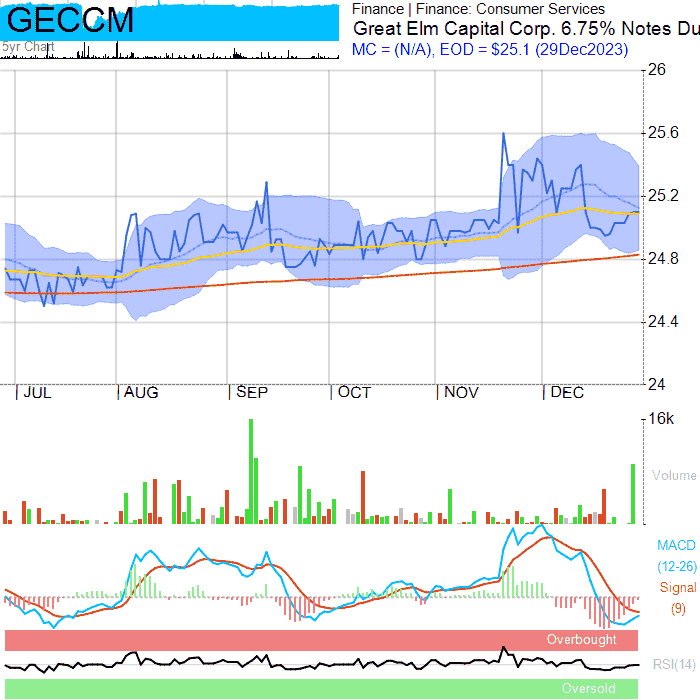 GECCM
Finance | Finance: Consumer Services
Great Elm Capital Corp. 6.75% Notes Du
5yr Chart
MC = (N/A), EOD = $25.1 (29Dec2023)
26
25.6
25.2
24.8
24.4
24
JUL AUG SEP OCT NOV DEC
16k
Volume
MACD
(12-26)
Signal
(9)
Overbought
RSI(14)
Oversold